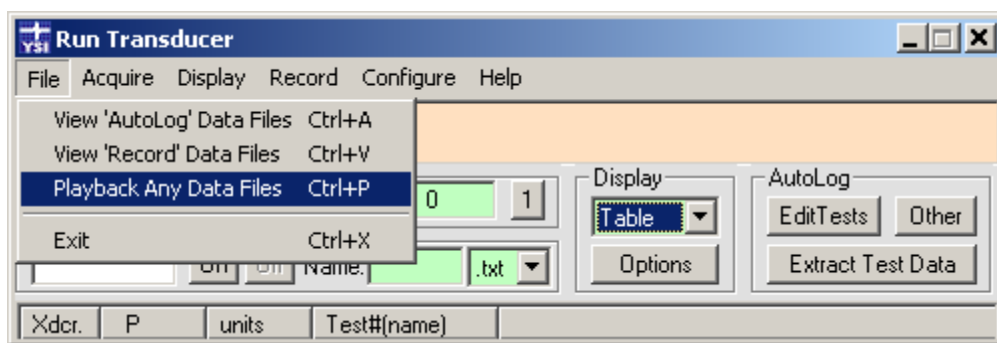 YSI Run Transducer
File Acquire Display Record Configure Help
View 'AutoLog' Data Files Ctrl+A
View 'Record' Data Files Ctrl+V
Playback Any Data Files Ctrl+P
Exit Ctrl+X
0 1
Display
Table
Options
AutoLog
EditTests Other
Extract Test Data
On Off Name: .txt
Xdcr. P units Test#(name)